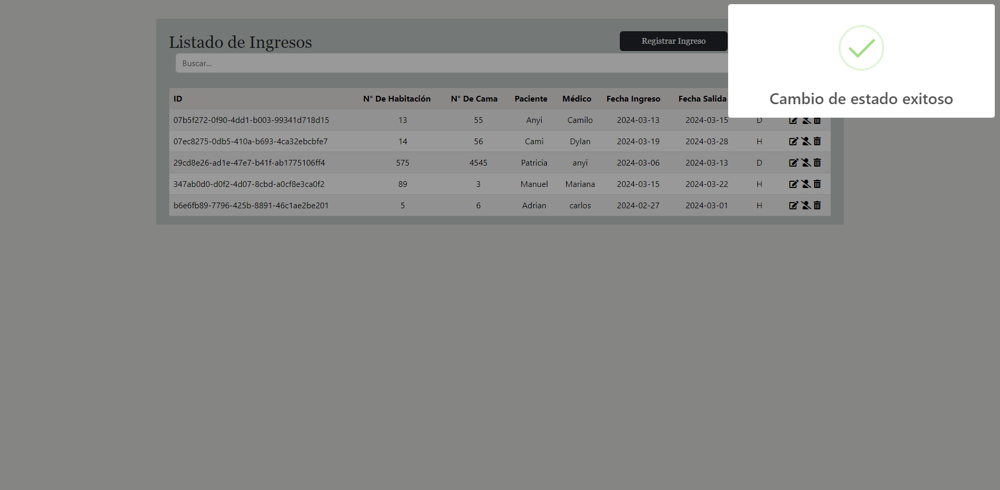 Listado de Ingresos
Registrar Ingreso
Buscar...
Cambio de estado exitoso
ID N° De Habitación N° De Cama Paciente Médico Fecha Ingreso Fecha Salida
07b5f272-0f90-4dd1-b003-99341d718d15 13 55 Anyi Camilo 2024-03-13 2024-03-15 D
07ec8275-0db5-410a-b693-4ca32ebcbfe7 14 56 Cami Dylan 2024-03-19 2024-03-28 H
29cd8e26-ad1e-47e7-b41f-ab1775106ff4 575 4545 Patricia anyi 2024-03-06 2024-03-13 D
347ab0d0-d0f2-4d07-8cbd-a0cf8e3ca0f2 89 3 Manuel Mariana 2024-03-15 2024-03-22 H
b6e6fb89-7796-425b-8891-46c1ae2be201 5 6 Adrian carlos 2024-02-27 2024-03-01 H